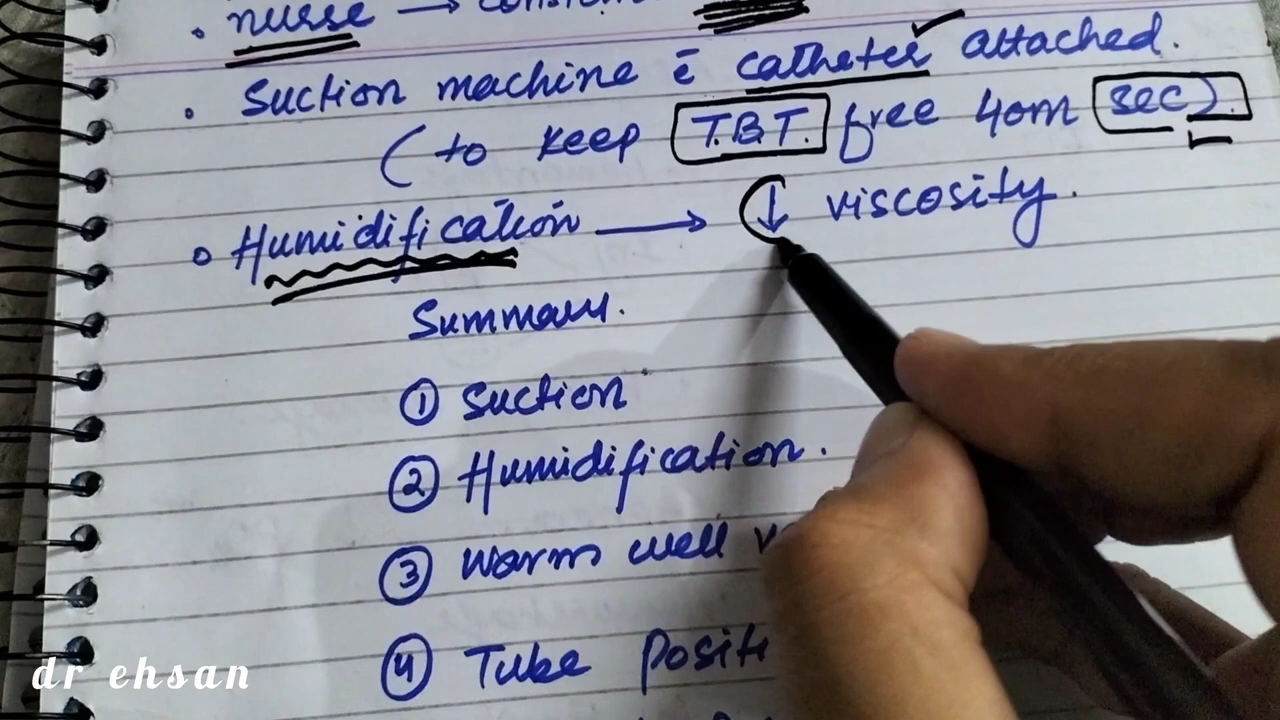 • nurse →
• Suction machine c̄ catheter attached.
( to keep T.B.T. free 4om sec ).
• Humidification → ↓ viscosity.
Summary.
① Suction
② Humidification.
③ Warm well
④ Tube
dr ehsan